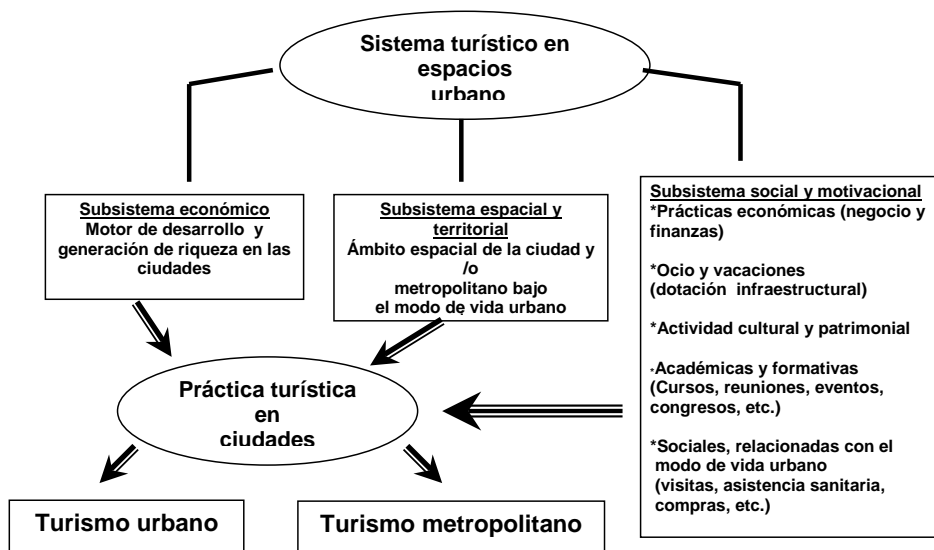 Sistema turístico en
espacios
urbano
Subsistema económico
Motor de desarrollo y
generación de riqueza en las
ciudades
Subsistema espacial y
territorial
Ámbito espacial de la ciudad y
/o
metropolitano bajo
el modo de vida urbano
Subsistema social y motivacional
*Prácticas económicas (negocio y
finanzas)
*Ocio y vacaciones
(dotación infraestructural)
*Actividad cultural y patrimonial
*Académicas y formativas
(Cursos, reuniones, eventos,
congresos, etc.)
*Sociales, relacionadas con el
modo de vida urbano
(visitas, asistencia sanitaria,
compras, etc.)
Práctica turística
en
ciudades
Turismo urbano
Turismo metropolitano